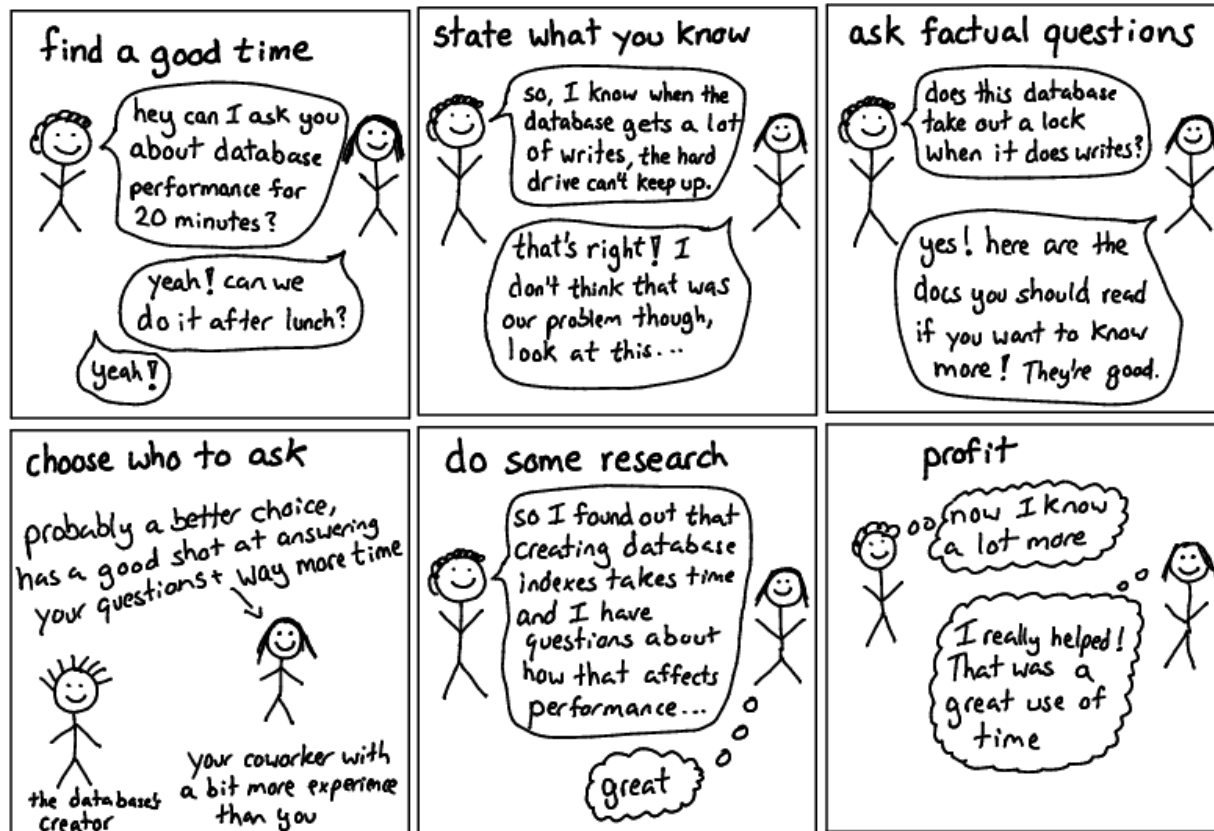 find a good time
hey can I ask you
about database
performance for
20 minutes?
yeah! can we
do it after lunch?
yeah!
state what you know
so, I know when the
database gets a lot
of writes, the hard
drive can't keep up.
that's right! I
don't think that was
our problem though,
look at this...
ask factual questions
does this database
take out a lock
when it does writes?
yes! here are the
docs you should read
if you want to know
more! They're good.
choose who to ask
probably a better choice,
has a good shot at answering
your questions + way more time
the database's
creator
your coworker with
a bit more experience
than you
do some research
so I found out that
creating database
indexes takes time
and I have
questions about
how that affects
performance...
great
profit
now I know
a lot more
I really helped!
That was a
great use of
time